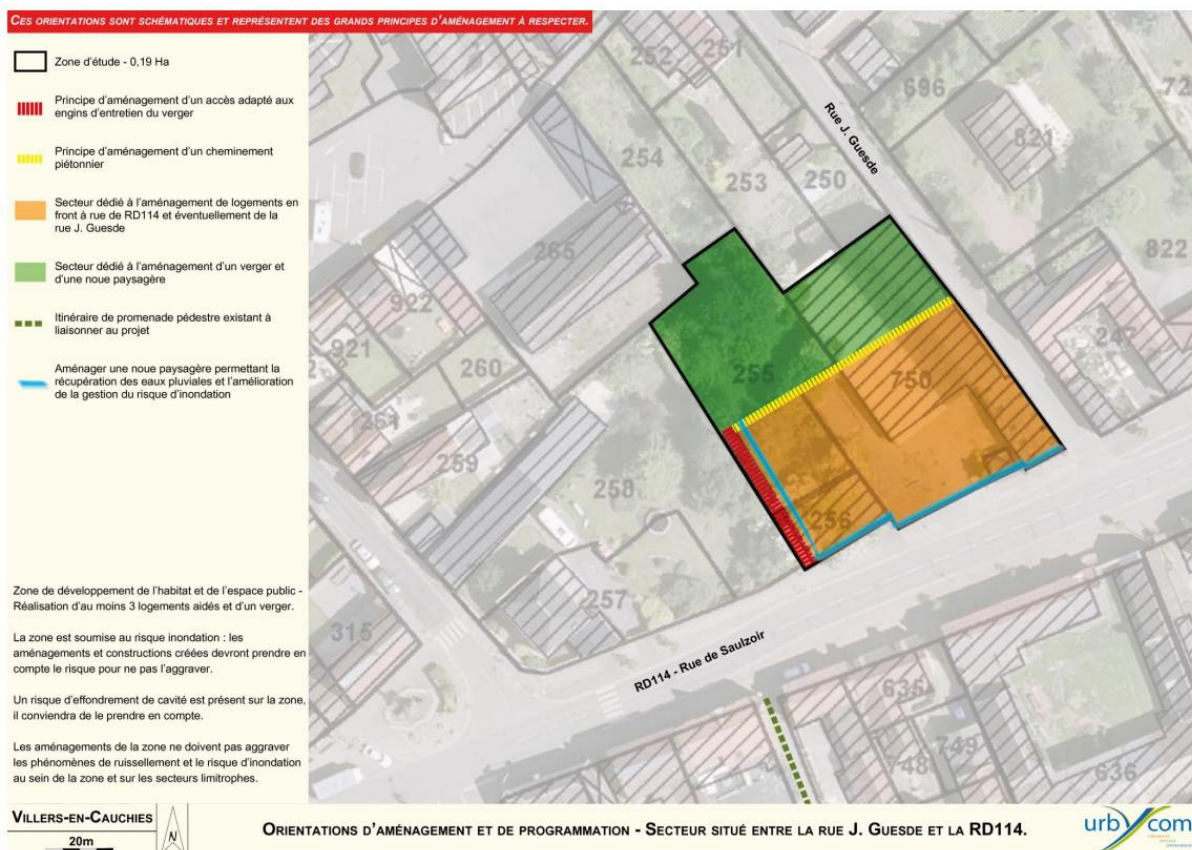 CES ORIENTATIONS SONT SCHÉMATIQUES ET REPRÉSENTENT DES GRANDS PRINCIPES D'AMÉNAGEMENT À RESPECTER.
Zone d'étude - 0,19 Ha
Principe d'aménagement d'un accès adapté aux
engins d'entretien du verger
Principe d'aménagement d'un cheminement
piétonnier
Secteur dédié à l'aménagement de logements en
front à rue de RD114 et éventuellement de la
rue J. Guesde
Secteur dédié à l'aménagement d'un verger et
d'une noue paysagère
Itinéraire de promenade pédestre existant à
liaisonner au projet
Aménager une noue paysagère permettant la
récupération des eaux pluviales et l'amélioration
de la gestion du risque d'inondation
Zone de développement de l'habitat et de l'espace public -
Réalisation d'au moins 3 logements aidés et d'un verger.
La zone est soumise au risque inondation : les
aménagements et constructions créées devront prendre en
compte le risque pour ne pas l'aggraver.
Un risque d'effondrement de cavité est présent sur la zone,
il conviendra de le prendre en compte.
Les aménagements de la zone ne doivent pas aggraver
les phénomènes de ruissellement et le risque d'inondation
au sein de la zone et sur les secteurs limitrophes.
252
251
696
72
821
Rue J. Guesde
254
253
250
265
822
922
247
921
260
255
750
261
259
258
256
257
315
RD114 - Rue de Saulzoir
635
749
748
636
VILLERS-EN-CAUCHIES
20m
N
ORIENTATIONS D'AMÉNAGEMENT ET DE PROGRAMMATION - SECTEUR SITUÉ ENTRE LA RUE J. GUESDE ET LA RD114.
urbycom